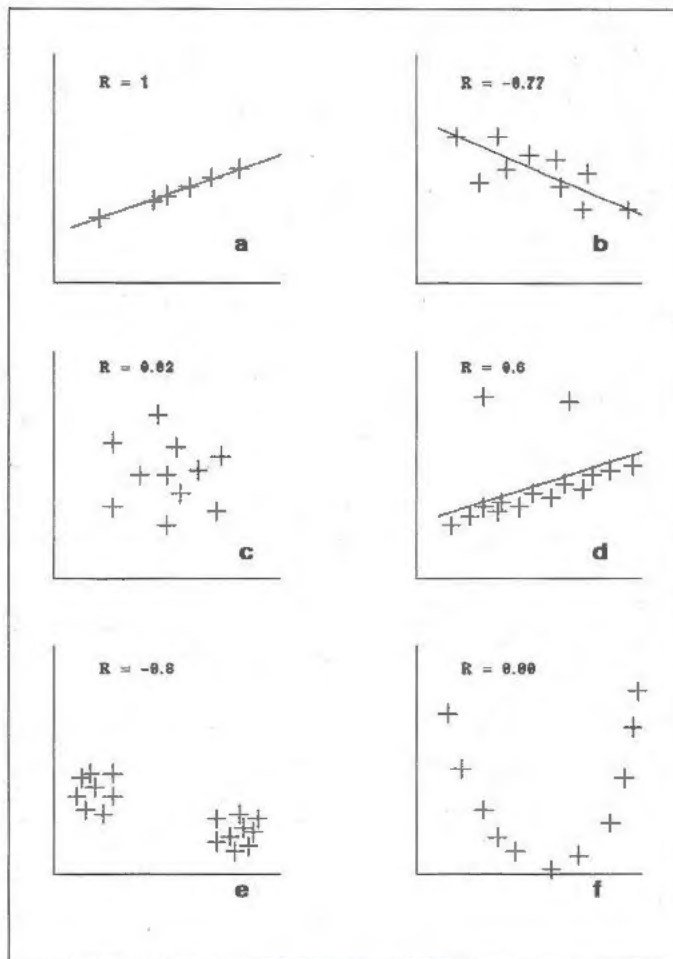 R = 1
a
R = -0.77
b
R = 0.02
c
R = 0.6
d
R = -0.8
e
R = 0.00
f